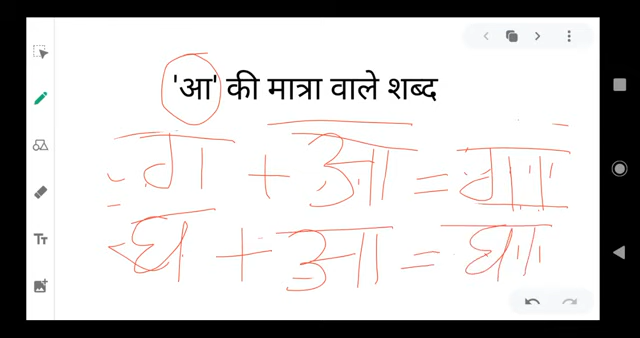 'आ' की मात्रा वाले शब्द
ग + आ = गा
घ + आ = घा